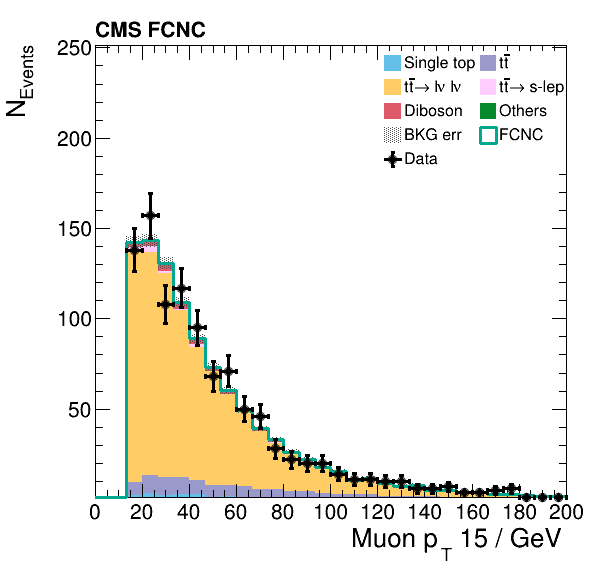 CMS FCNC
N_Events
250
200
150
100
50
Single top
tt̄
tt̄→ lν lν
tt̄→ s-lep
Diboson
Others
BKG err
FCNC
Data
0 20 40 60 80 100 120 140 160 180 200
Muon p_T 15 / GeV